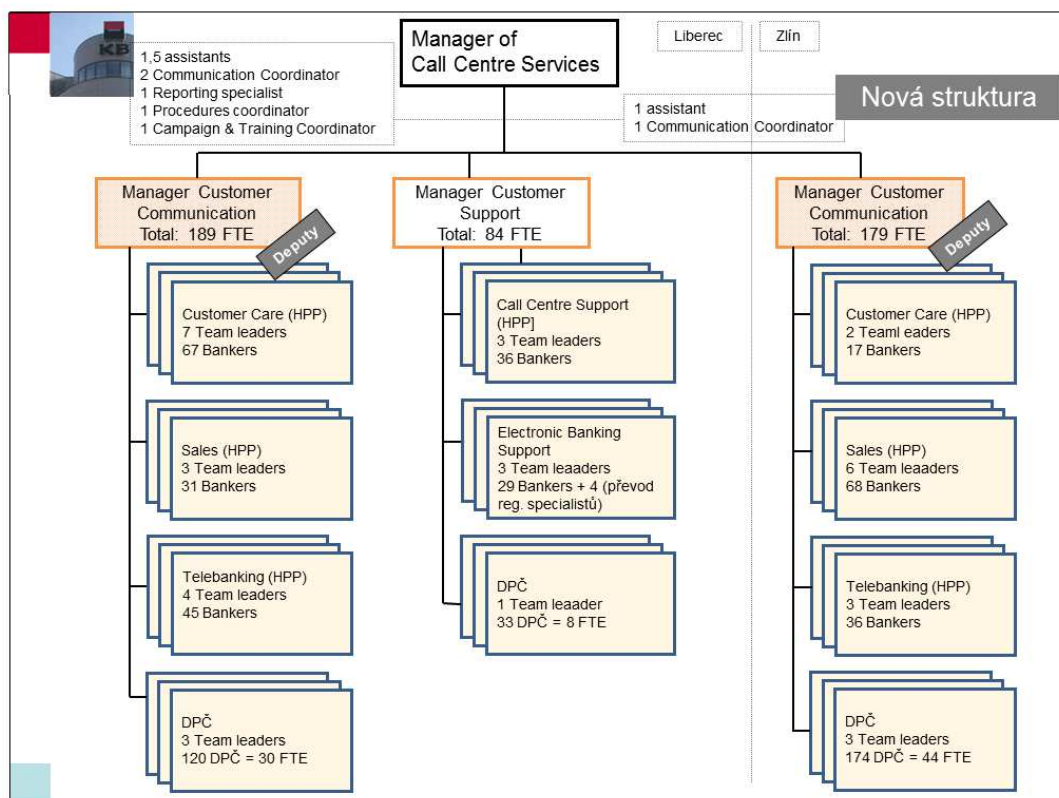 KB
1,5 assistants
2 Communication Coordinator
1 Reporting specialist
1 Procedures coordinator
1 Campaign & Training Coordinator
Manager of
Call Centre Services
Liberec
Zlín
Nová struktura
1 assistant
1 Communication Coordinator
Manager Customer
Communication
Total: 189 FTE
Deputy
Manager Customer
Support
Total: 84 FTE
Manager Customer
Communication
Total: 179 FTE
Deputy
Customer Care (HPP)
7 Team leaders
67 Bankers
Sales (HPP)
3 Team leaders
31 Bankers
Telebanking (HPP)
4 Team leaders
45 Bankers
DPČ
3 Team leaders
120 DPČ = 30 FTE
Call Centre Support
(HPP]
3 Team leaders
36 Bankers
Electronic Banking
Support
3 Team leaaders
29 Bankers + 4 (převod
reg. specialistů)
DPČ
1 Team leaader
33 DPČ = 8 FTE
Customer Care (HPP)
2 Teaml eaders
17 Bankers
Sales (HPP)
6 Team leaaders
68 Bankers
Telebanking (HPP)
3 Team leaders
36 Bankers
DPČ
3 Team leaders
174 DPČ = 44 FTE